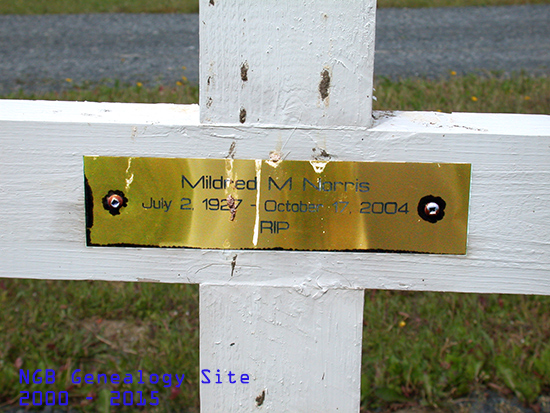 Mildred M Norris
July 2, 1927 - October 17, 2004
RIP
NGB Genealogy Site
2000 - 2015